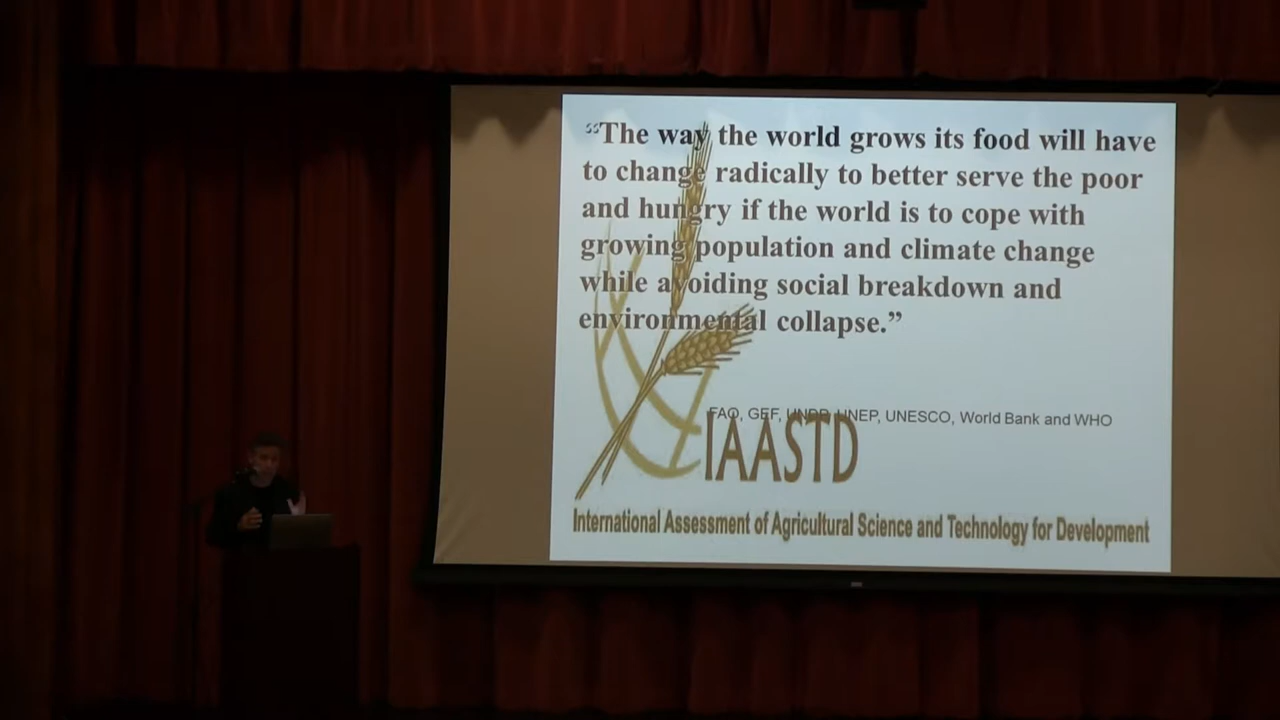 “The way the world grows its food will have
to change radically to better serve the poor
and hungry if the world is to cope with
growing population and climate change
while avoiding social breakdown and
environmental collapse.”
FAO, GEF, UNDP, UNEP, UNESCO, World Bank and WHO
IAASTD
International Assessment of Agricultural Science and Technology for Development